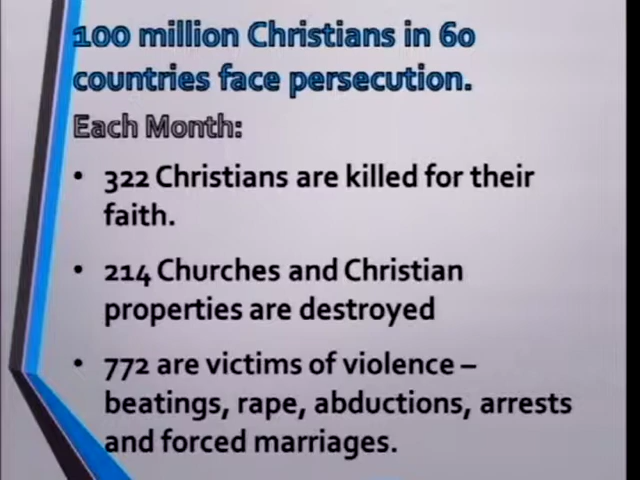 100 million Christians in 60
countries face persecution.
Each Month:
• 322 Christians are killed for their
faith.
• 214 Churches and Christian
properties are destroyed
• 772 are victims of violence –
beatings, rape, abductions, arrests
and forced marriages.